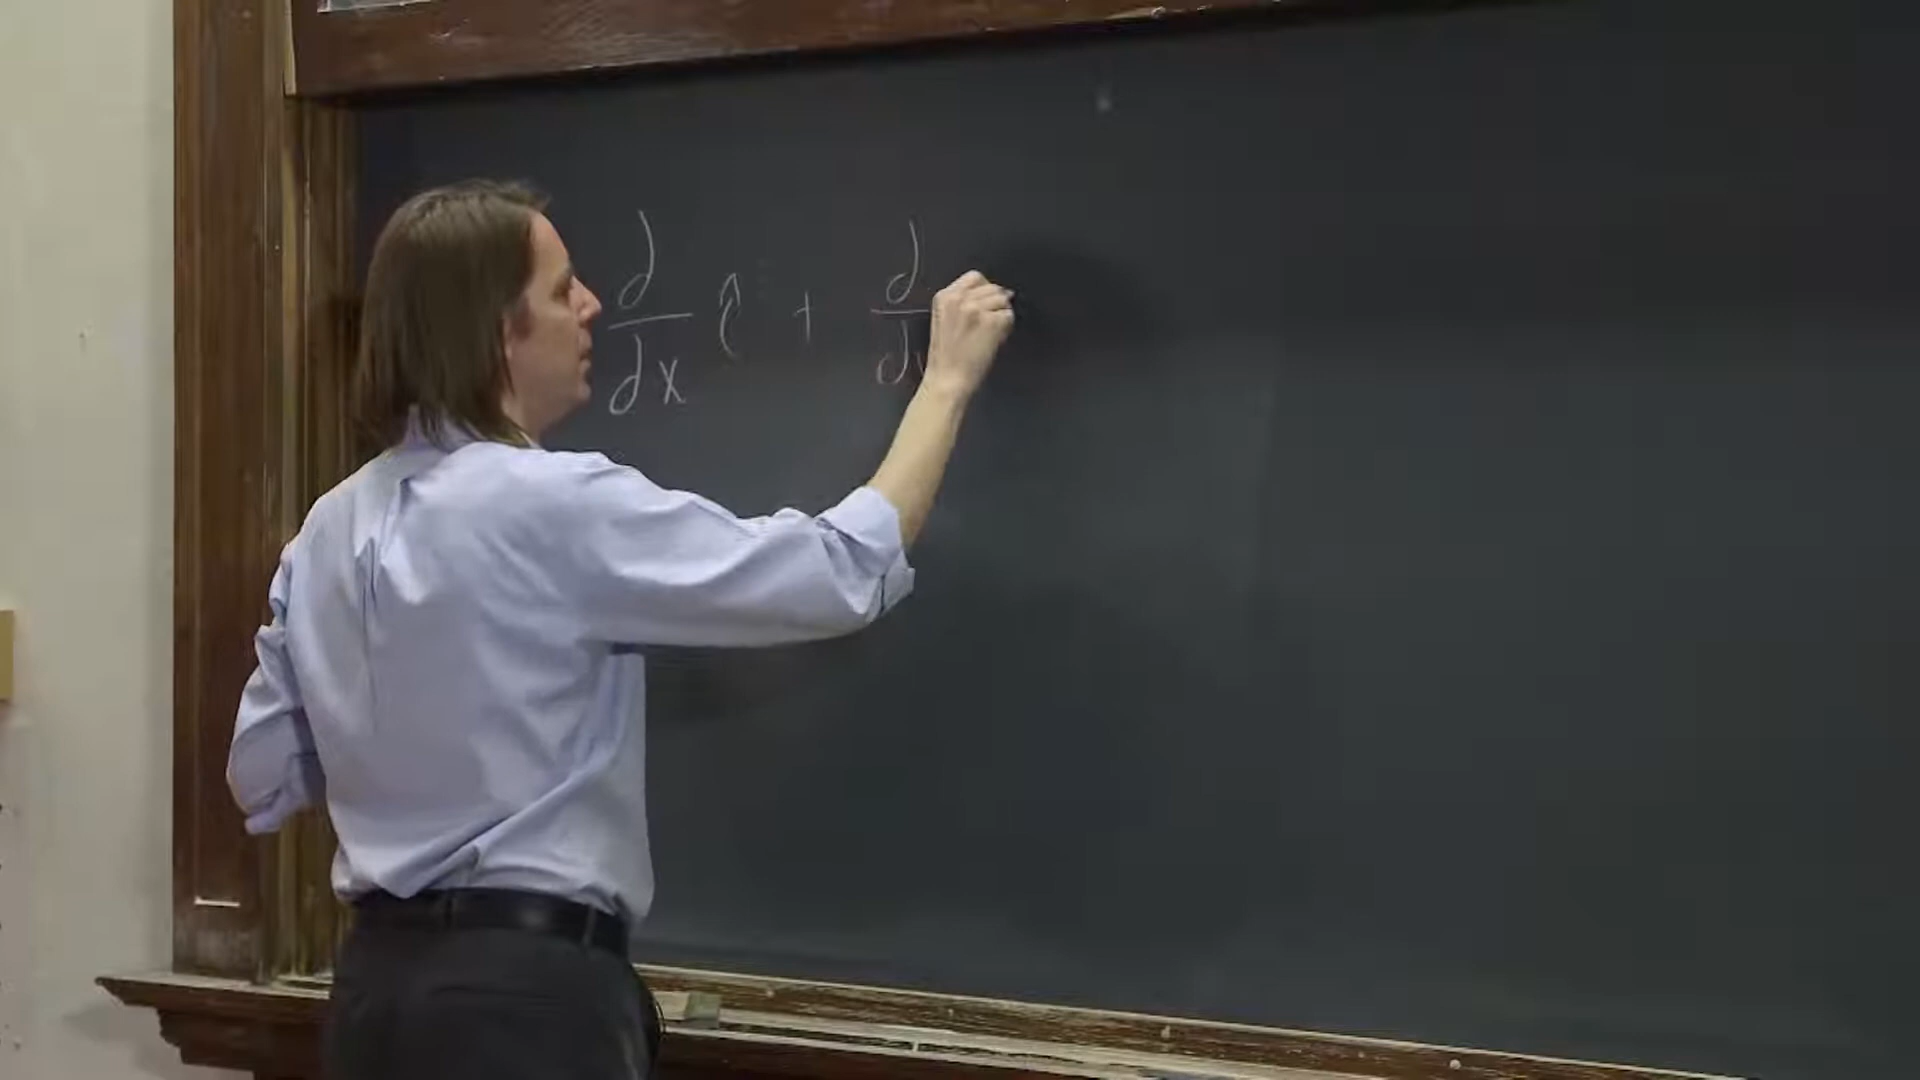 ∂/∂x î + ∂/∂y